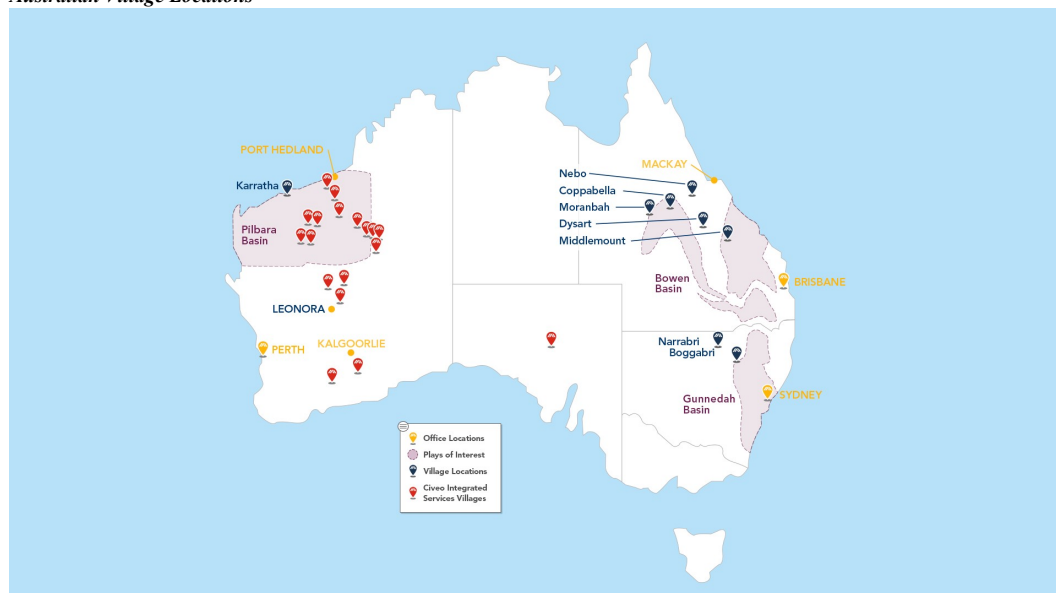 Australian Village Locations
PORT HEDLAND
Karratha
Pilbara
Basin
LEONORA
KALGOORLIE
PERTH
MACKAY
Nebo
Coppabella
Moranbah
Dysart
Middlemount
Bowen
Basin
BRISBANE
Narrabri
Boggabri
Gunnedah
Basin
SYDNEY
Office Locations
Plays of Interest
Village Locations
Civeo Integrated
Services Villages